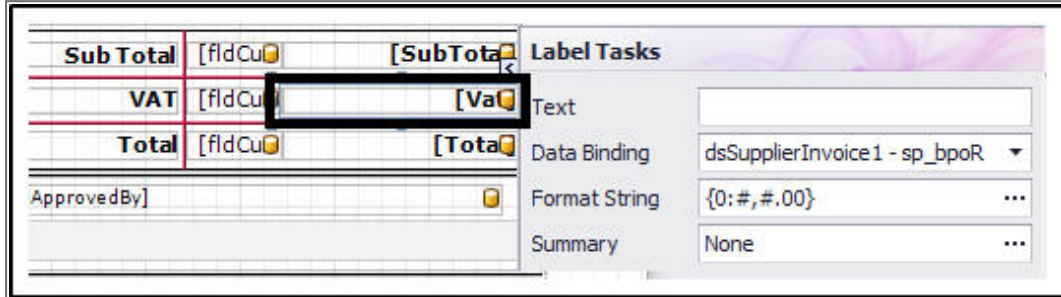 Sub Total [fldCu [SubTota
VAT [fldCu [Vat
Total [fldCu [Tota
ApprovedBy]
Label Tasks
Text
Data Binding dsSupplierInvoice1 - sp_bpoR
Format String {0:#,#.00} ...
Summary None ...